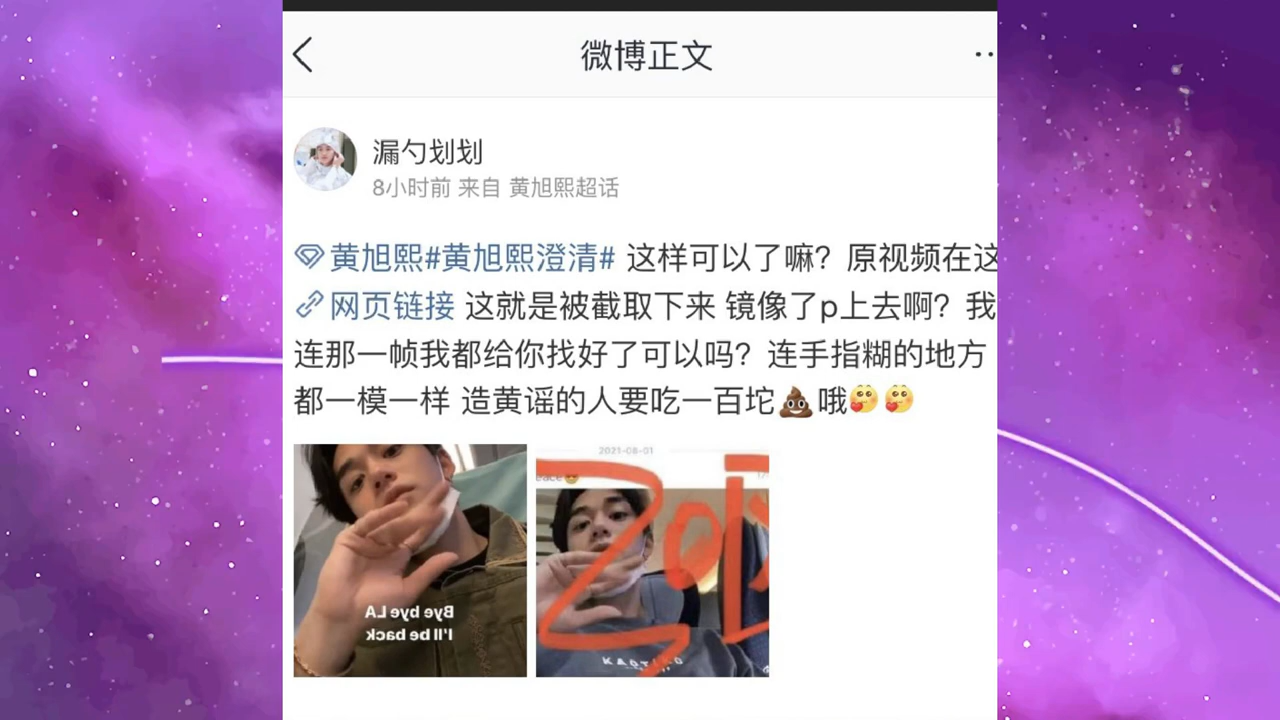 微博正文
漏勺划划
8小时前 来自 黄旭熙超话
黄旭熙#黄旭熙澄清# 这样可以了嘛？原视频在这
网页链接 这就是被截取下来 镜像了p上去啊？我
连那一帧我都给你找好了可以吗？连手指糊的地方
都一模一样 造黄谣的人要吃一百坨💩哦🥰🥰
Bye bye LA
I'll be back
2021-08-01